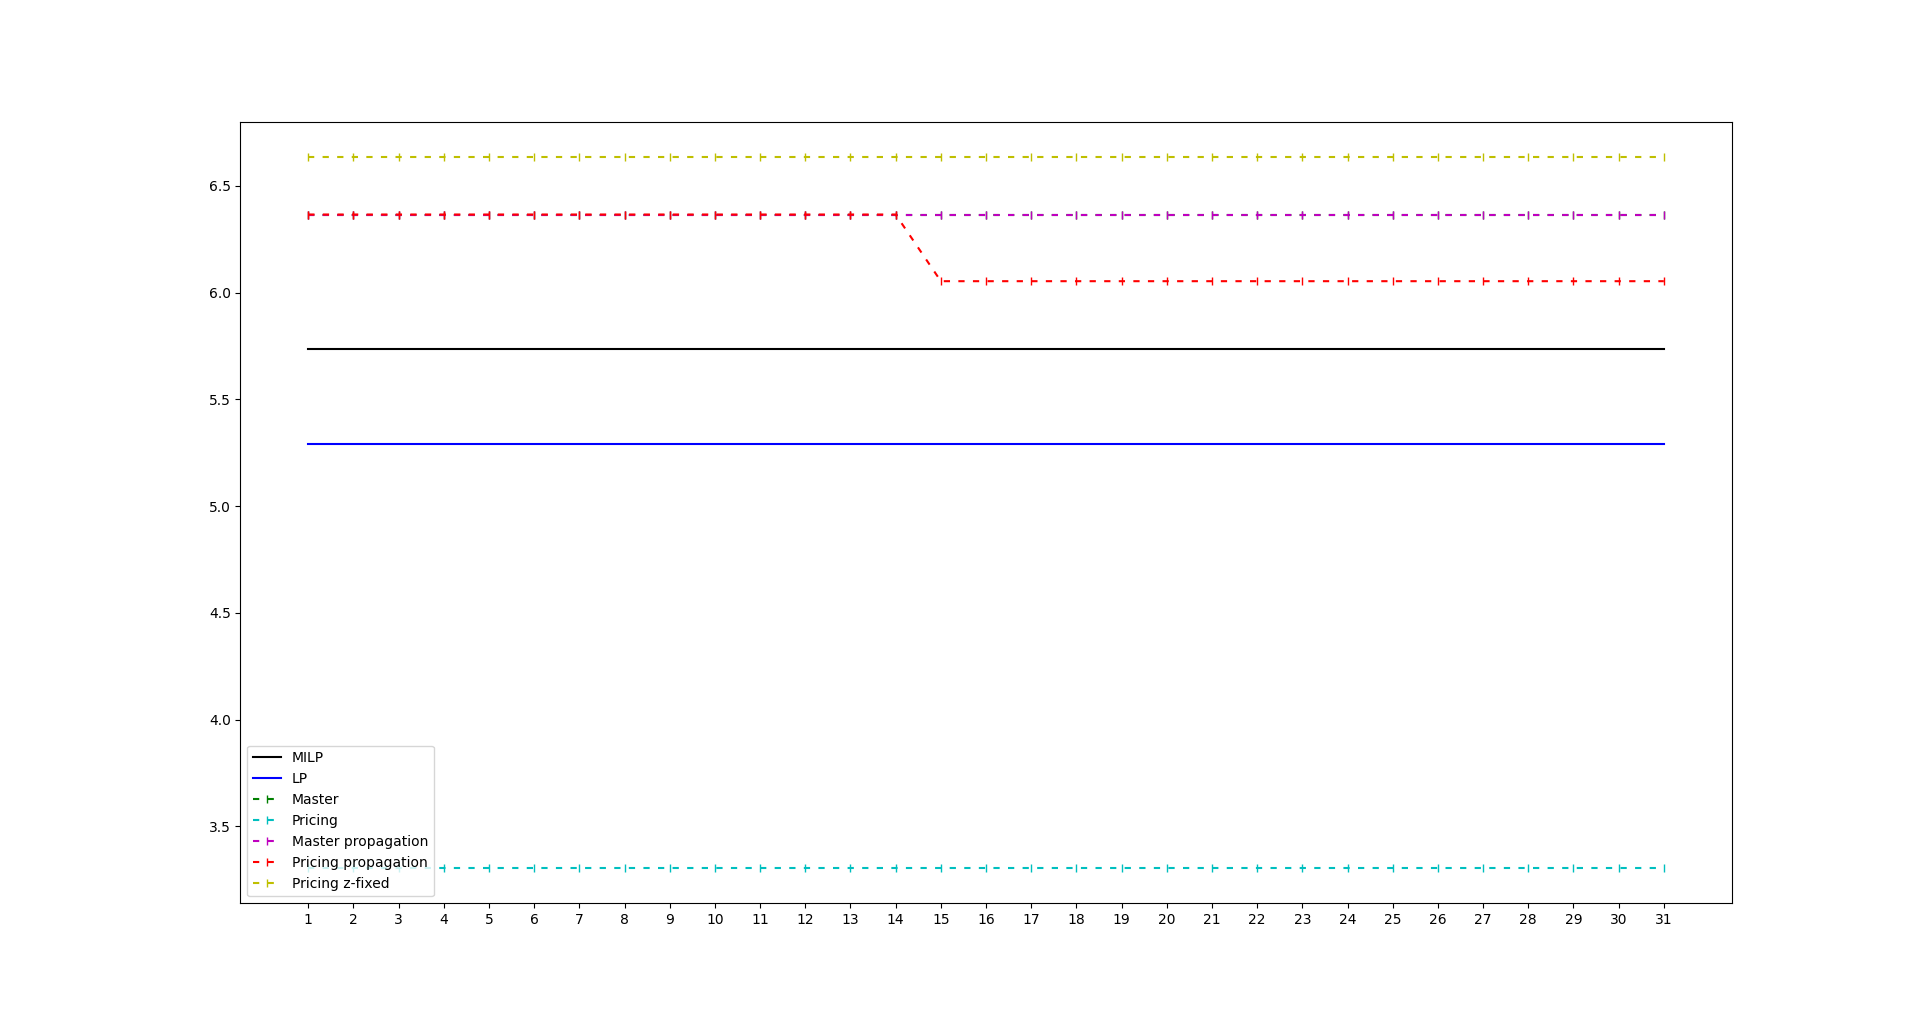 6.5
6.0
5.5
5.0
4.5
4.0
3.5
MILP
LP
Master
Pricing
Master propagation
Pricing propagation
Pricing z-fixed
1 2 3 4 5 6 7 8 9 10 11 12 13 14 15 16 17 18 19 20 21 22 23 24 25 26 27 28 29 30 31